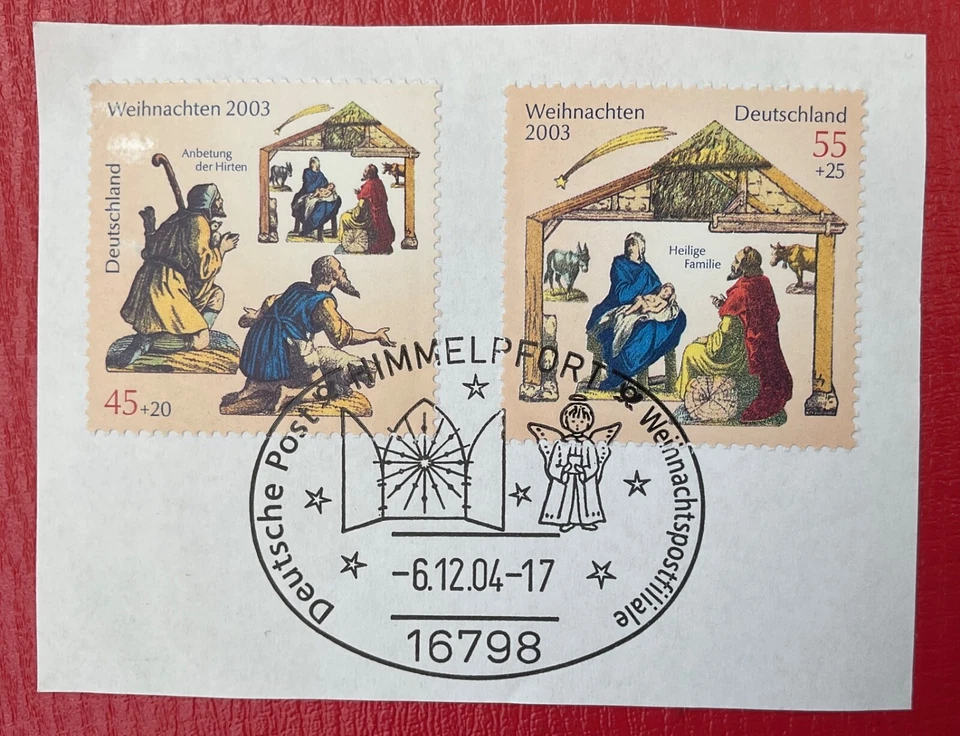 Weihnachten 2003
Deutschland
Anbetung
der Hirten
45+20
Weihnachten
2003
Deutschland
55
+25
Heilige
Familie
HIMMELPFORT
Deutsche Post
Weihnachtspostfiliale
-6.12.04-17
16798